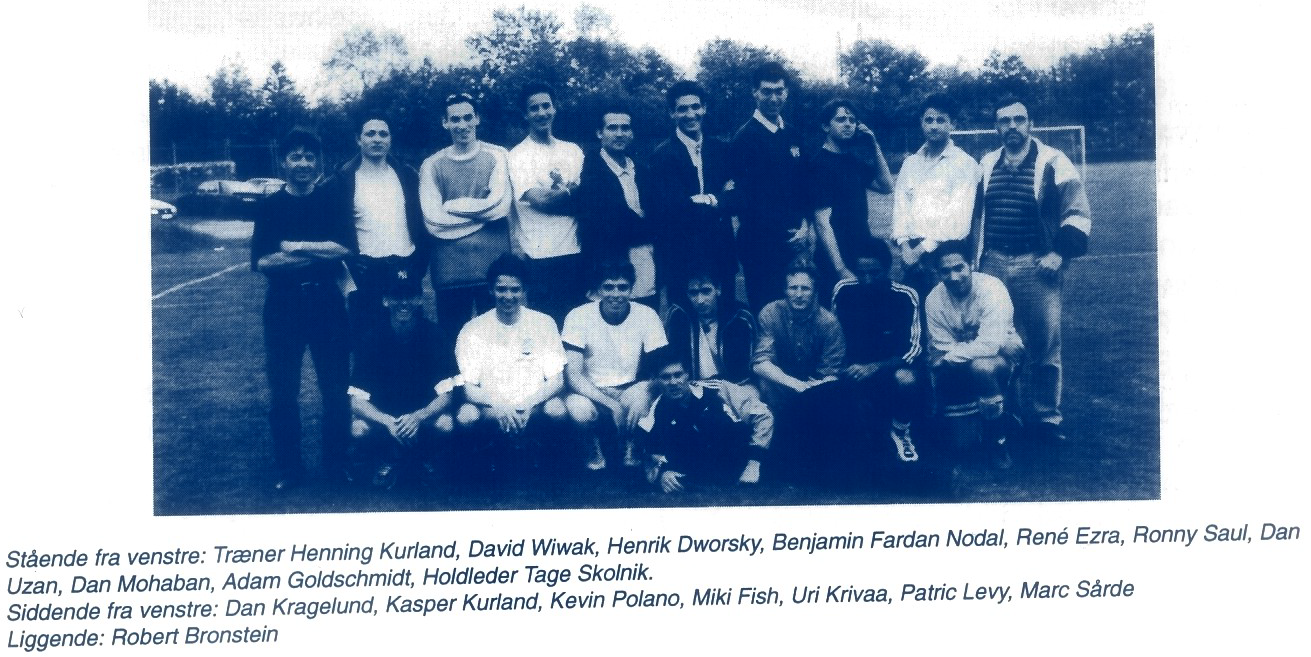 Stående fra venstre: Træner Henning Kurland, David Wiwak, Henrik Dworsky, Benjamin Fardan Nodal, René Ezra, Ronny Saul, Dan
Uzan, Dan Mohaban, Adam Goldschmidt, Holdleder Tage Skolnik.
Siddende fra venstre: Dan Kragelund, Kasper Kurland, Kevin Polano, Miki Fish, Uri Krivaa, Patric Levy, Marc Sårde
Liggende: Robert Bronstein